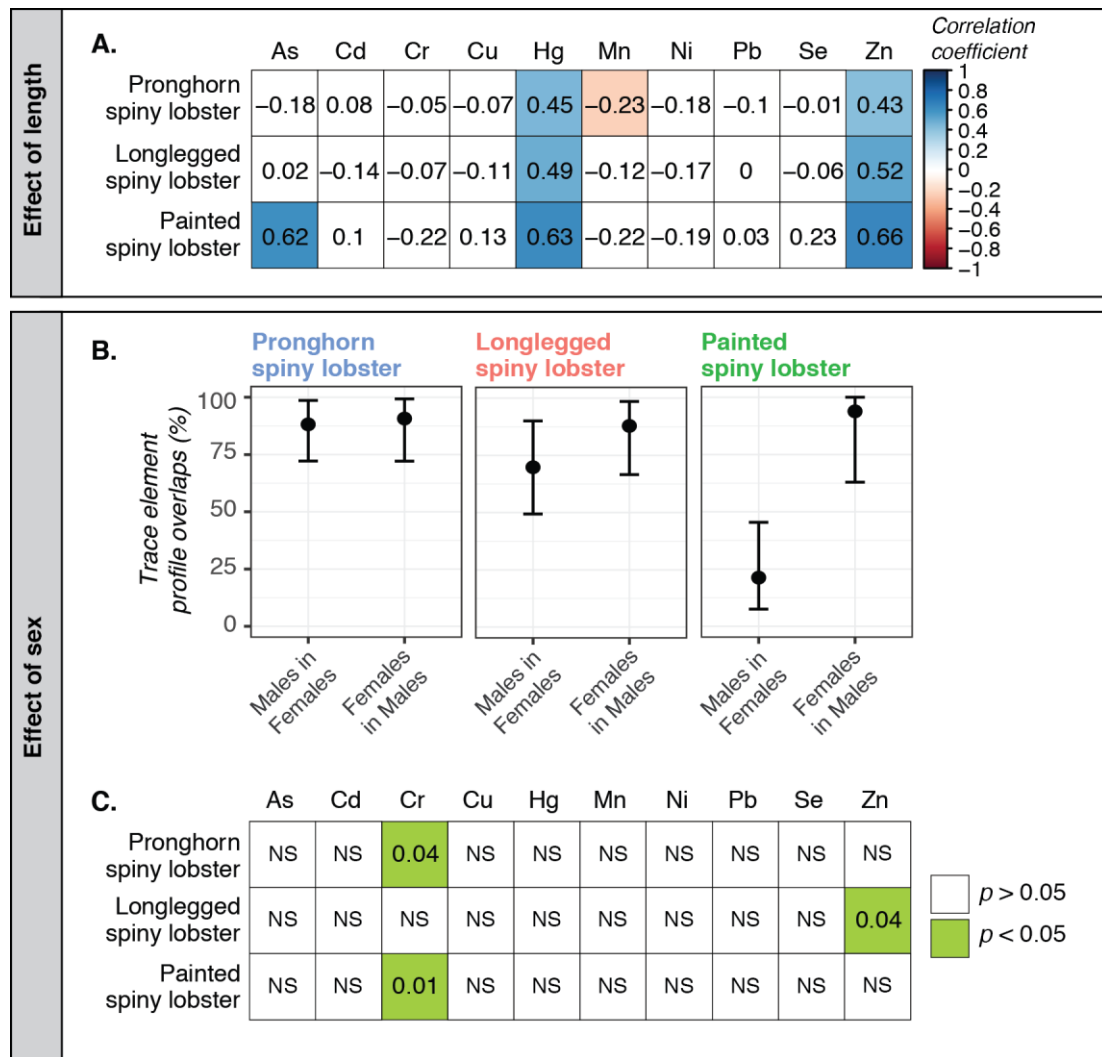 Effect of length
A.
As Cd Cr Cu Hg Mn Ni Pb Se Zn
Correlation
coefficient
Pronghorn
spiny lobster
−0.18 0.08 −0.05 −0.07 0.45 −0.23 −0.18 −0.1 −0.01 0.43
Longlegged
spiny lobster
0.02 −0.14 −0.07 −0.11 0.49 −0.12 −0.17 0 −0.06 0.52
Painted
spiny lobster
0.62 0.1 −0.22 0.13 0.63 −0.22 −0.19 0.03 0.23 0.66
1
0.8
0.6
0.4
0.2
0
−0.2
−0.4
−0.6
−0.8
−1
Effect of sex
B.
Pronghorn
spiny lobster
Longlegged
spiny lobster
Painted
spiny lobster
Trace element
profile overlaps (%)
100
75
50
25
0
Males in
Females
Females
in Males
Males in
Females
Females
in Males
Males in
Females
Females
in Males
C.
As Cd Cr Cu Hg Mn Ni Pb Se Zn
Pronghorn
spiny lobster
NS NS 0.04 NS NS NS NS NS NS NS
Longlegged
spiny lobster
NS NS NS NS NS NS NS NS NS 0.04
Painted
spiny lobster
NS NS 0.01 NS NS NS NS NS NS NS
p > 0.05
p < 0.05